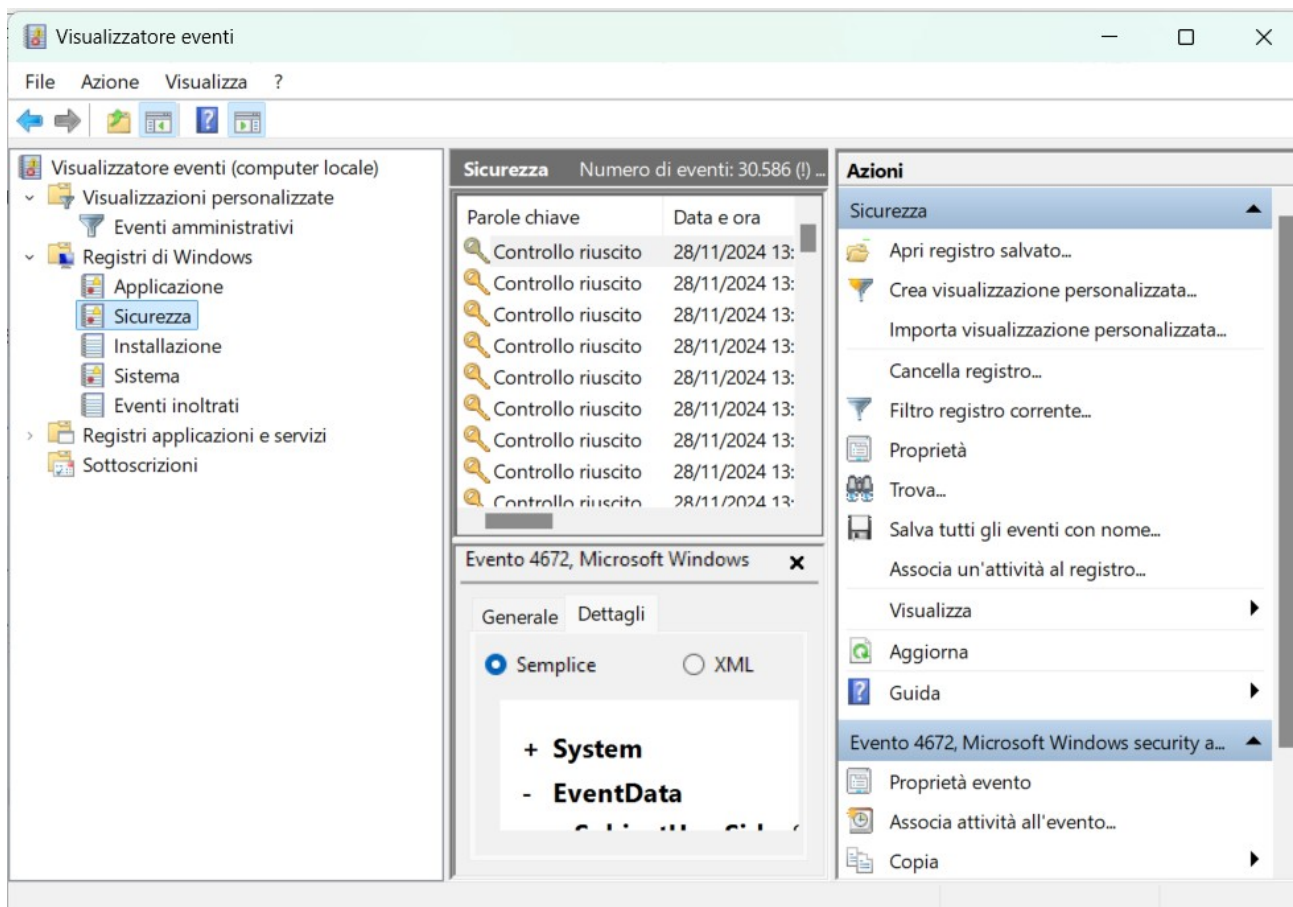 Visualizzatore eventi
File Azione Visualizza ?
Visualizzatore eventi (computer locale)
Visualizzazioni personalizzate
Eventi amministrativi
Registri di Windows
Applicazione
Sicurezza
Installazione
Sistema
Eventi inoltrati
Registri applicazioni e servizi
Sottoscrizioni
Sicurezza Numero di eventi: 30.586 (!) ...
Parole chiave Data e ora
Controllo riuscito 28/11/2024 13:
Controllo riuscito 28/11/2024 13:
Controllo riuscito 28/11/2024 13:
Controllo riuscito 28/11/2024 13:
Controllo riuscito 28/11/2024 13:
Controllo riuscito 28/11/2024 13:
Controllo riuscito 28/11/2024 13:
Controllo riuscito 28/11/2024 13:
Controllo riuscito 28/11/2024 13:
Evento 4672, Microsoft Windows
Generale Dettagli
Semplice XML
+ System
- EventData
Azioni
Sicurezza
Apri registro salvato...
Crea visualizzazione personalizzata...
Importa visualizzazione personalizzata...
Cancella registro...
Filtro registro corrente...
Proprietà
Trova...
Salva tutti gli eventi con nome...
Associa un'attività al registro...
Visualizza
Aggiorna
Guida
Evento 4672, Microsoft Windows security a...
Proprietà evento
Associa attività all'evento...
Copia